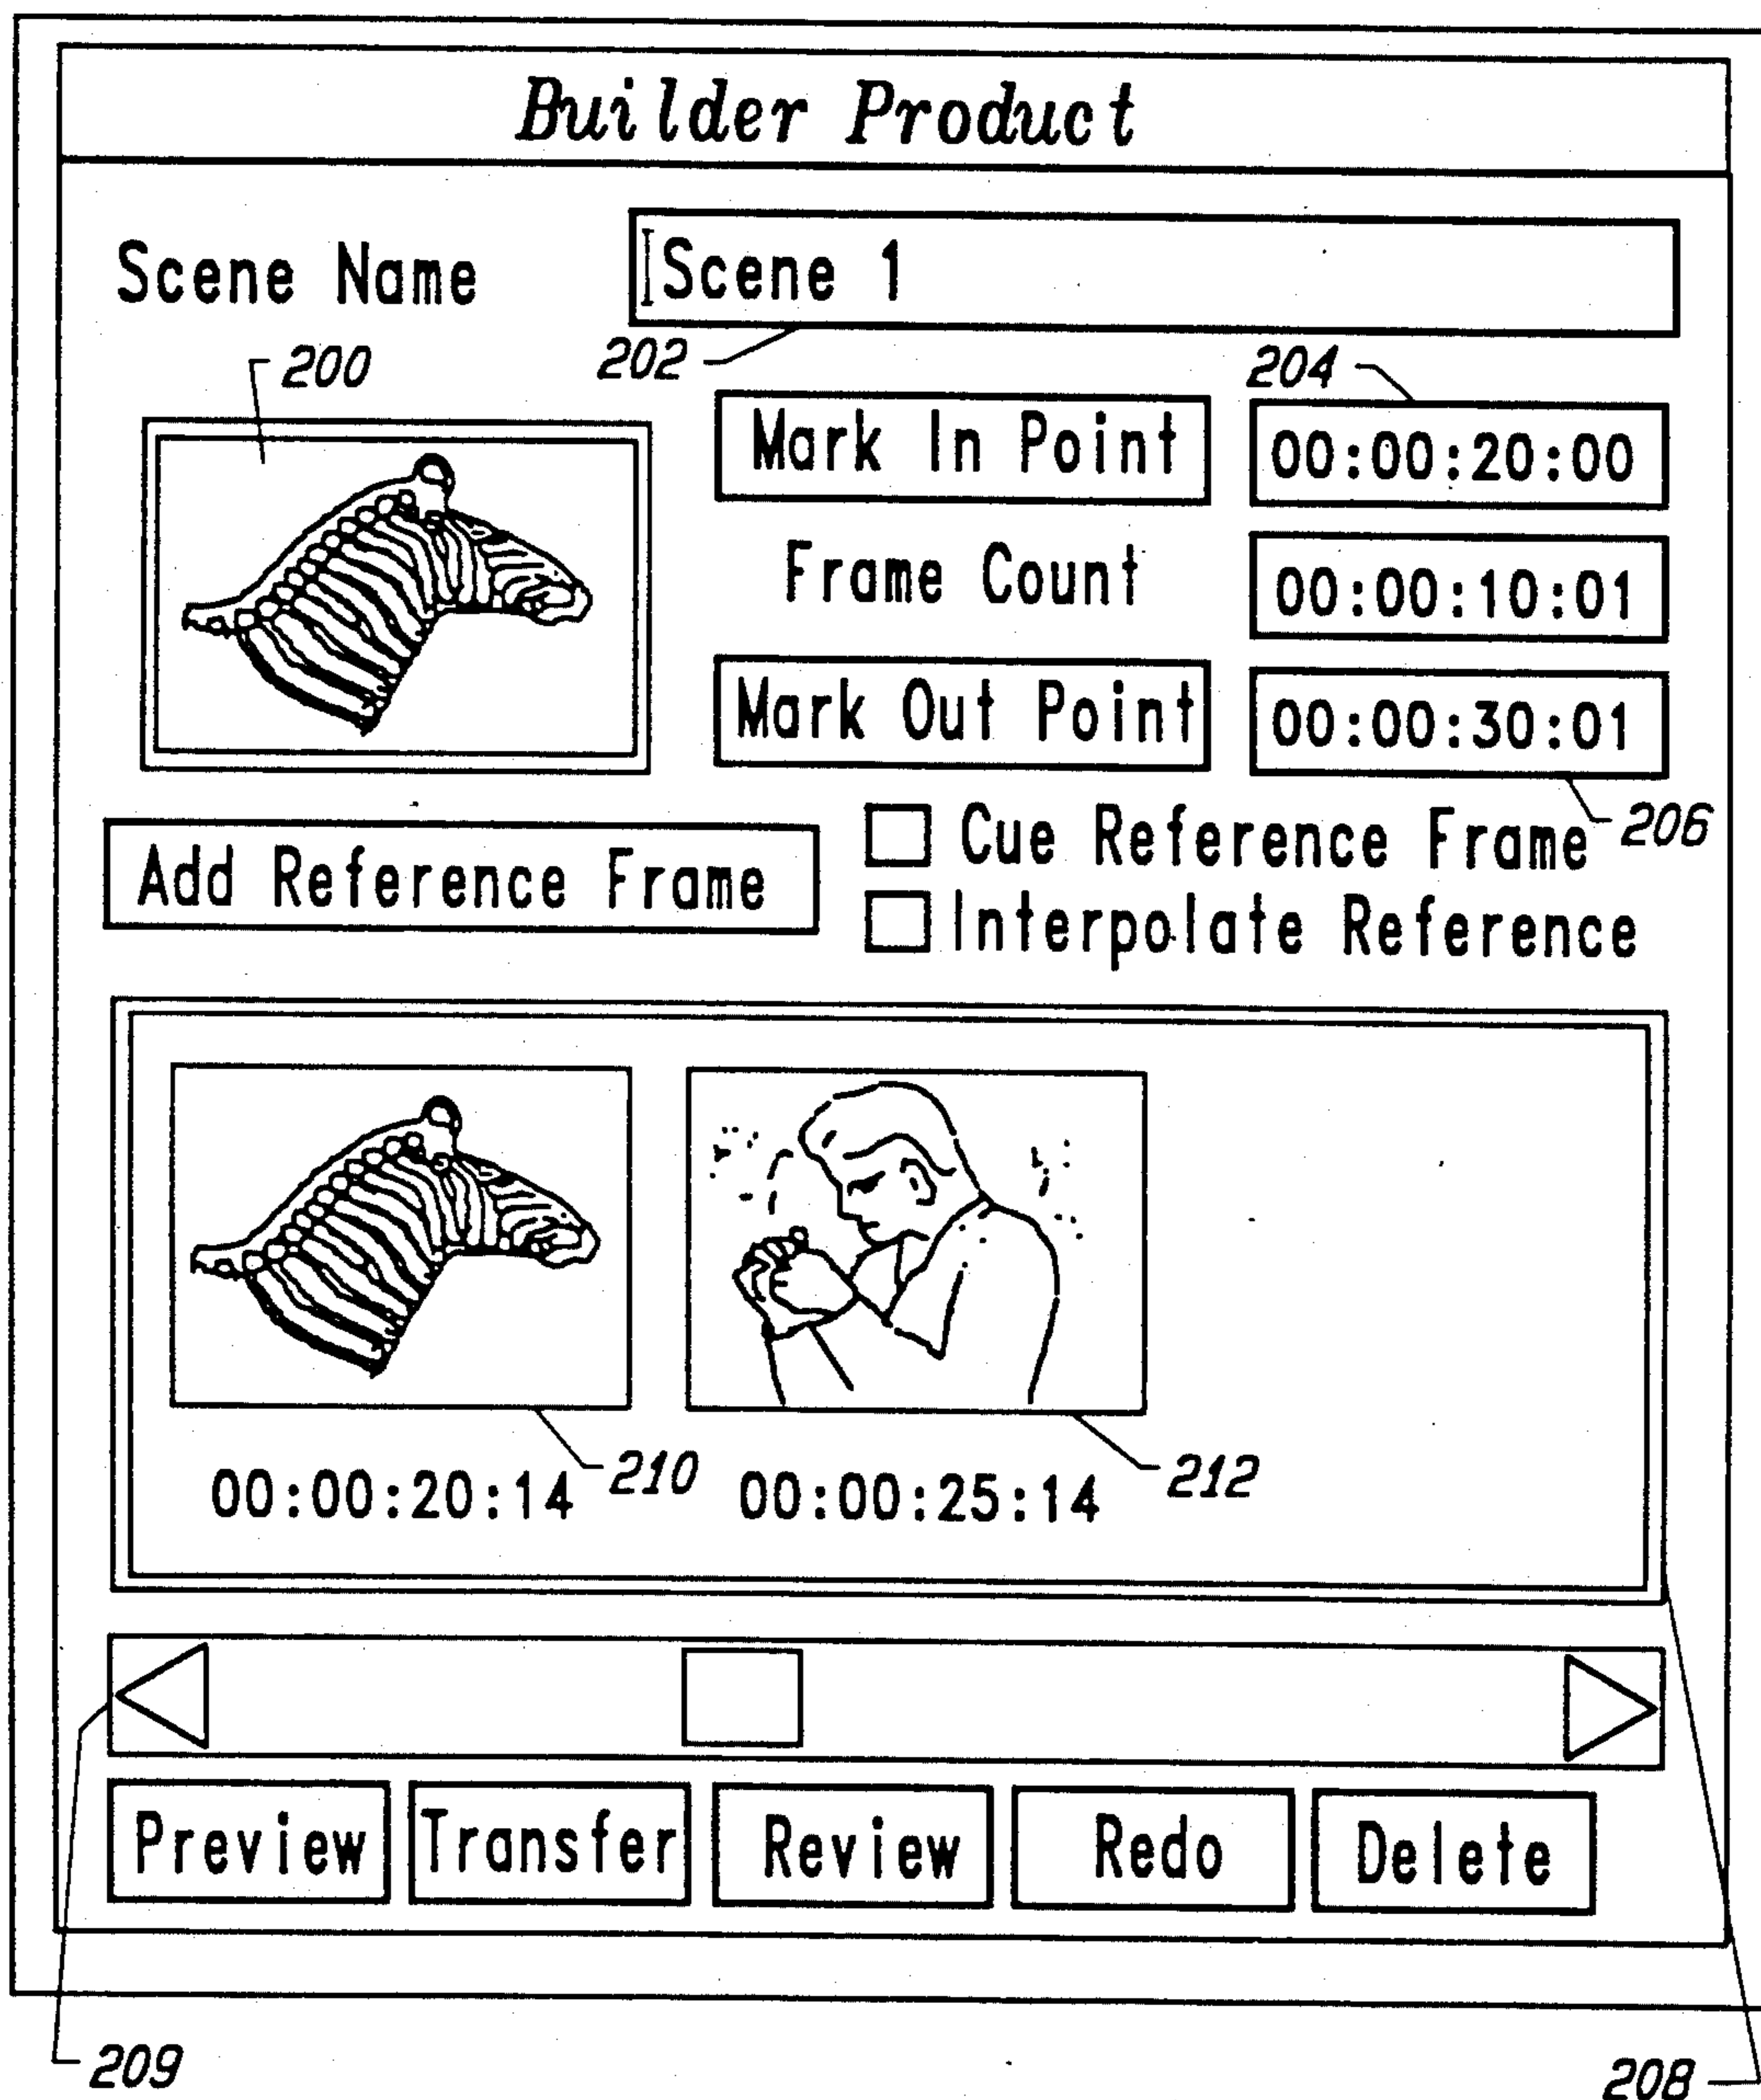 Builder Product
Scene Name
Scene 1
200
202
204
Mark In Point
00:00:20:00
Frame Count
00:00:10:01
Mark Out Point
00:00:30:01
206
Add Reference Frame
Cue Reference Frame
Interpolate Reference
210
212
00:00:20:14
00:00:25:14
Preview
Transfer
Review
Redo
Delete
209
208